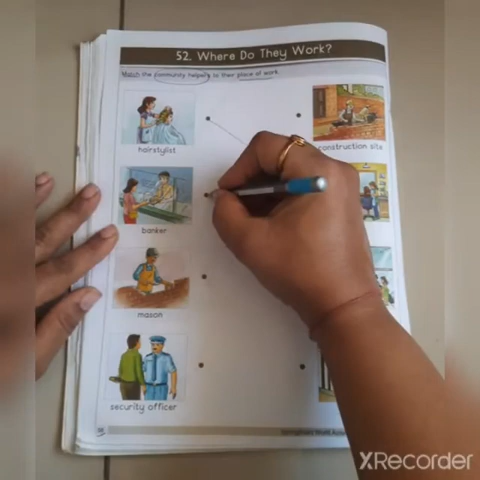 52. Where Do They Work?
Match the community helpers to their place of work.
hairstylist
construction site
banker
mason
security officer
XRecorder